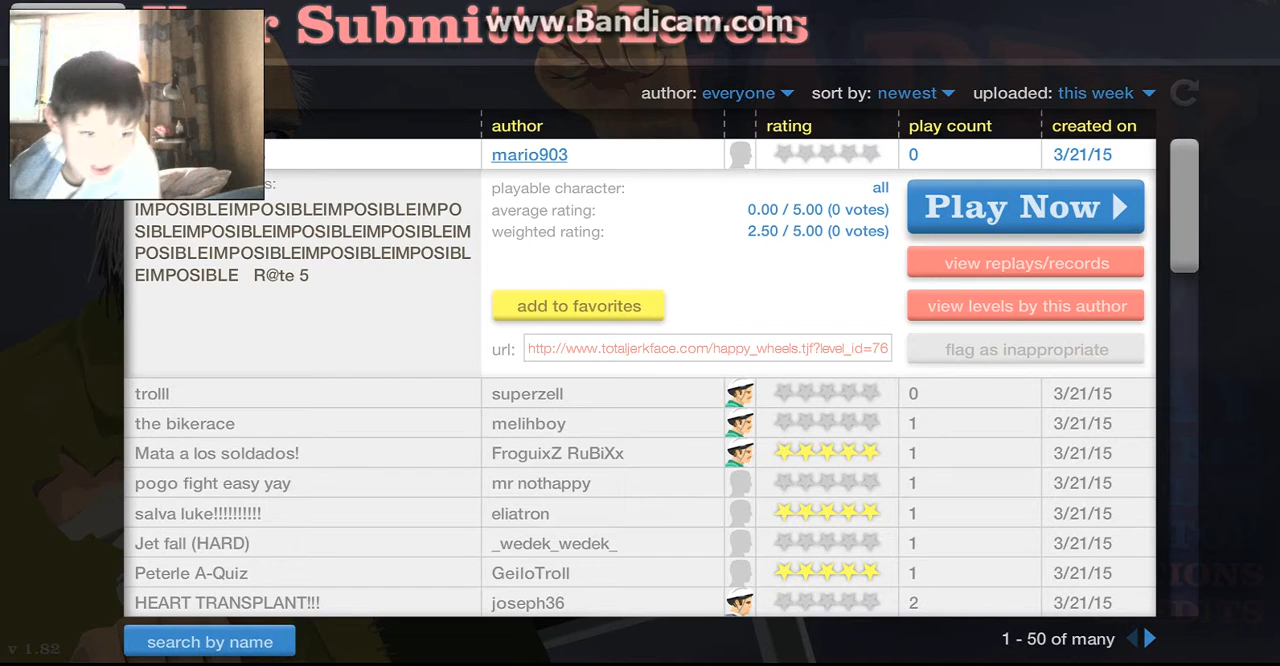 www.Bandicam.com
Submitted Levels
author: everyone sort by: newest uploaded: this week
author rating play count created on
mario903 0 3/21/15
s:
IMPOSIBLEIMPOSIBLEIMPOSIBLEIMPO
SIBLEIMPOSIBLEIMPOSIBLEIMPOSIBLEIM
POSIBLEIMPOSIBLEIMPOSIBLEIMPOSIBL
EIMPOSIBLE R@te 5
playable character: all
average rating: 0.00 / 5.00 (0 votes)
weighted rating: 2.50 / 5.00 (0 votes)
add to favorites
url: http://www.totaljerkface.com/happy_wheels.tjf?level_id=76
Play Now
view replays/records
view levels by this author
flag as inappropriate
trolll superzell 0 3/21/15
the bikerace melihboy 1 3/21/15
Mata a los soldados! FroguixZ RuBiXx 1 3/21/15
pogo fight easy yay mr nothappy 1 3/21/15
salva luke!!!!!!!!!! eliatron 1 3/21/15
Jet fall (HARD) _wedek_wedek_ 1 3/21/15
Peterle A-Quiz GeiloTroll 1 3/21/15
HEART TRANSPLANT!!! joseph36 2 3/21/15
v 1.82
search by name
1 - 50 of many